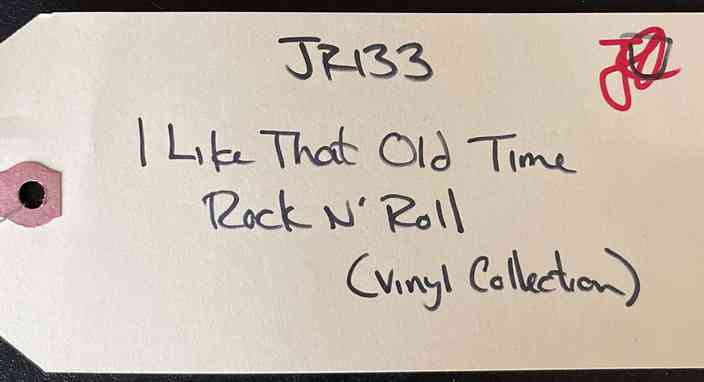 JR133
I Like That Old Time
Rock N' Roll
(Vinyl Collection)